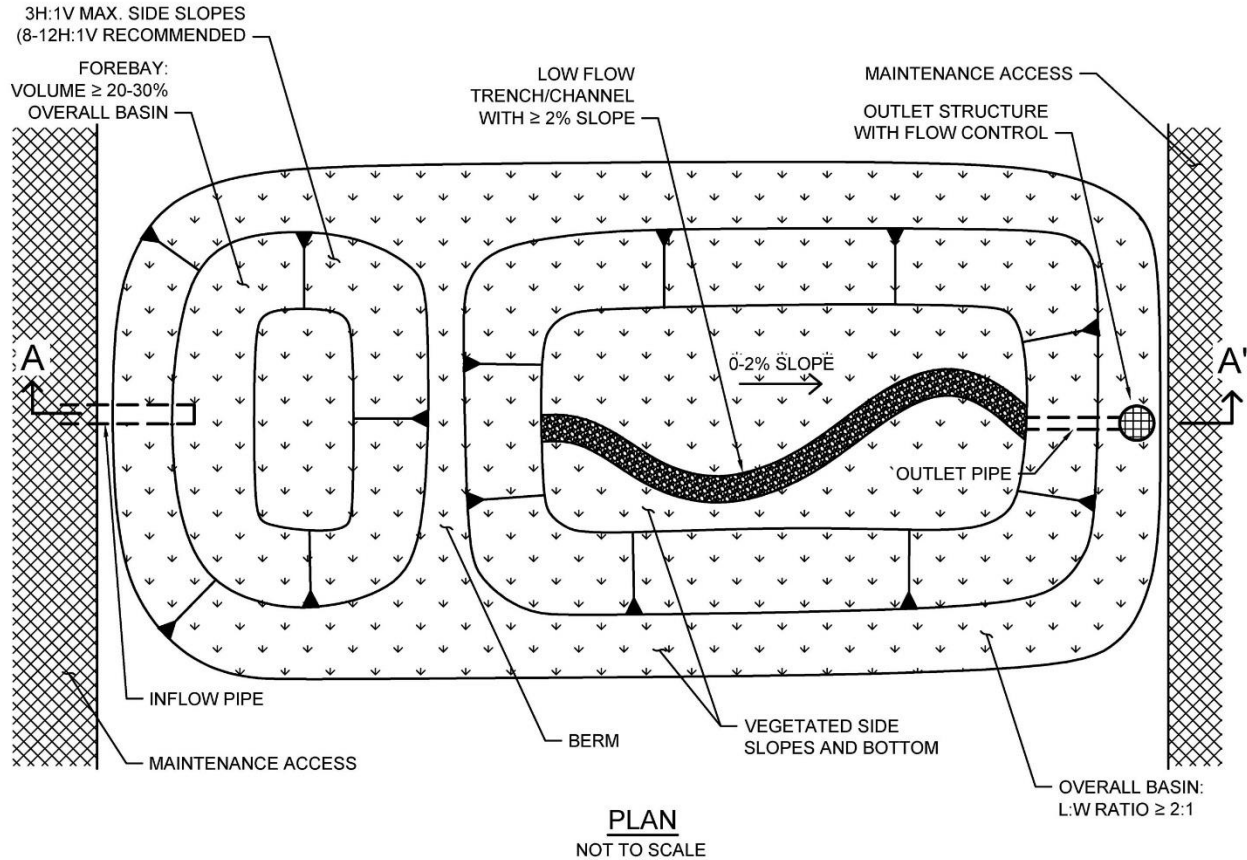 3H:1V MAX. SIDE SLOPES
(8-12H:1V RECOMMENDED
FOREBAY:
VOLUME ≥ 20-30%
OVERALL BASIN
LOW FLOW
TRENCH/CHANNEL
WITH ≥ 2% SLOPE
MAINTENANCE ACCESS
OUTLET STRUCTURE
WITH FLOW CONTROL
A
0-2% SLOPE
A'
OUTLET PIPE
INFLOW PIPE
MAINTENANCE ACCESS
BERM
VEGETATED SIDE
SLOPES AND BOTTOM
OVERALL BASIN:
L:W RATIO ≥ 2:1
PLAN
NOT TO SCALE